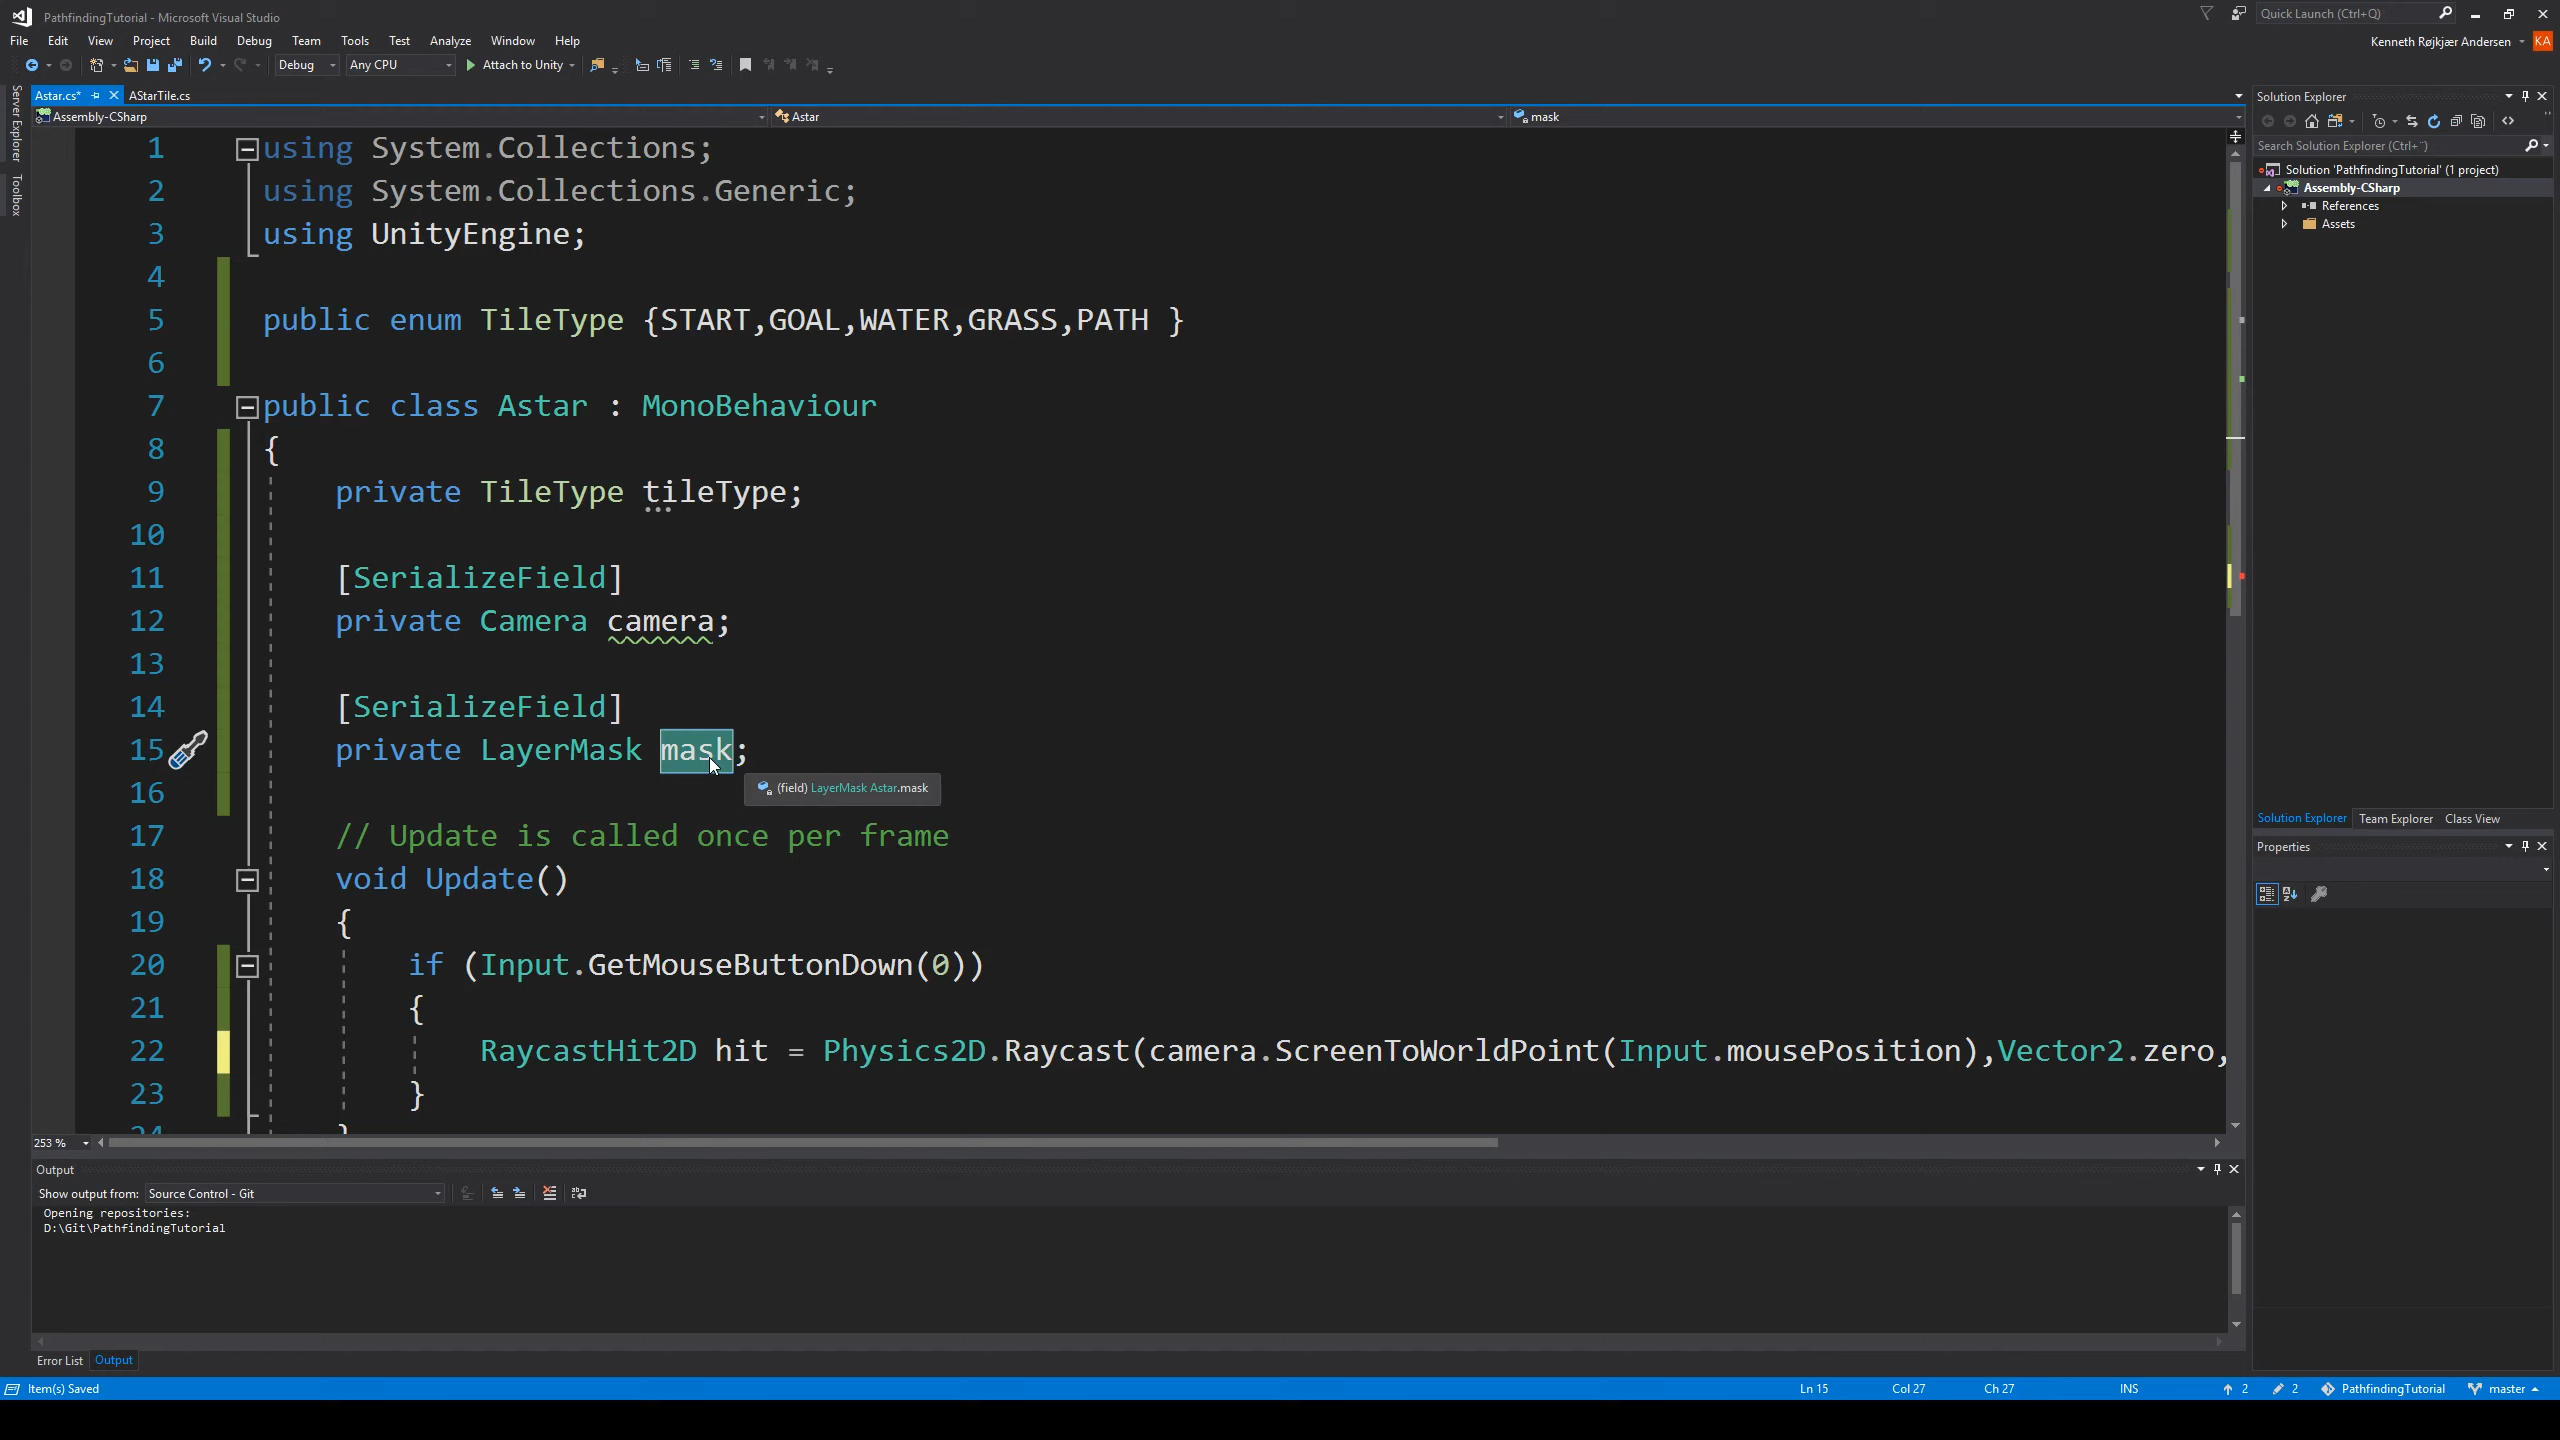 PathfindingTutorial - Microsoft Visual Studio
Quick Launch (Ctrl+Q)
File Edit View Project Build Debug Team Tools Test Analyze Window Help
Kenneth Røjkjær Andersen KA
Debug Any CPU Attach to Unity
Server Explorer
Toolbox
Astar.cs* AStarTile.cs
Assembly-CSharp Astar mask
1 using System.Collections;
2 using System.Collections.Generic;
3 using UnityEngine;
4
5 public enum TileType {START,GOAL,WATER,GRASS,PATH }
6
7 public class Astar : MonoBehaviour
8 {
9 private TileType tileType;
10
11 [SerializeField]
12 private Camera camera;
13
14 [SerializeField]
15 private LayerMask mask;
(field) LayerMask Astar.mask
16
17 // Update is called once per frame
18 void Update()
19 {
20 if (Input.GetMouseButtonDown(0))
21 {
22 RaycastHit2D hit = Physics2D.Raycast(camera.ScreenToWorldPoint(Input.mousePosition),Vector2.zero,
23 }
24 }
253 %
Solution Explorer
Search Solution Explorer (Ctrl+¨)
Solution 'PathfindingTutorial' (1 project)
Assembly-CSharp
References
Assets
Solution Explorer Team Explorer Class View
Properties
Output
Show output from: Source Control - Git
Opening repositories:
D:\Git\PathfindingTutorial
Error List Output
Item(s) Saved Ln 15 Col 27 Ch 27 INS 2 2 PathfindingTutorial master